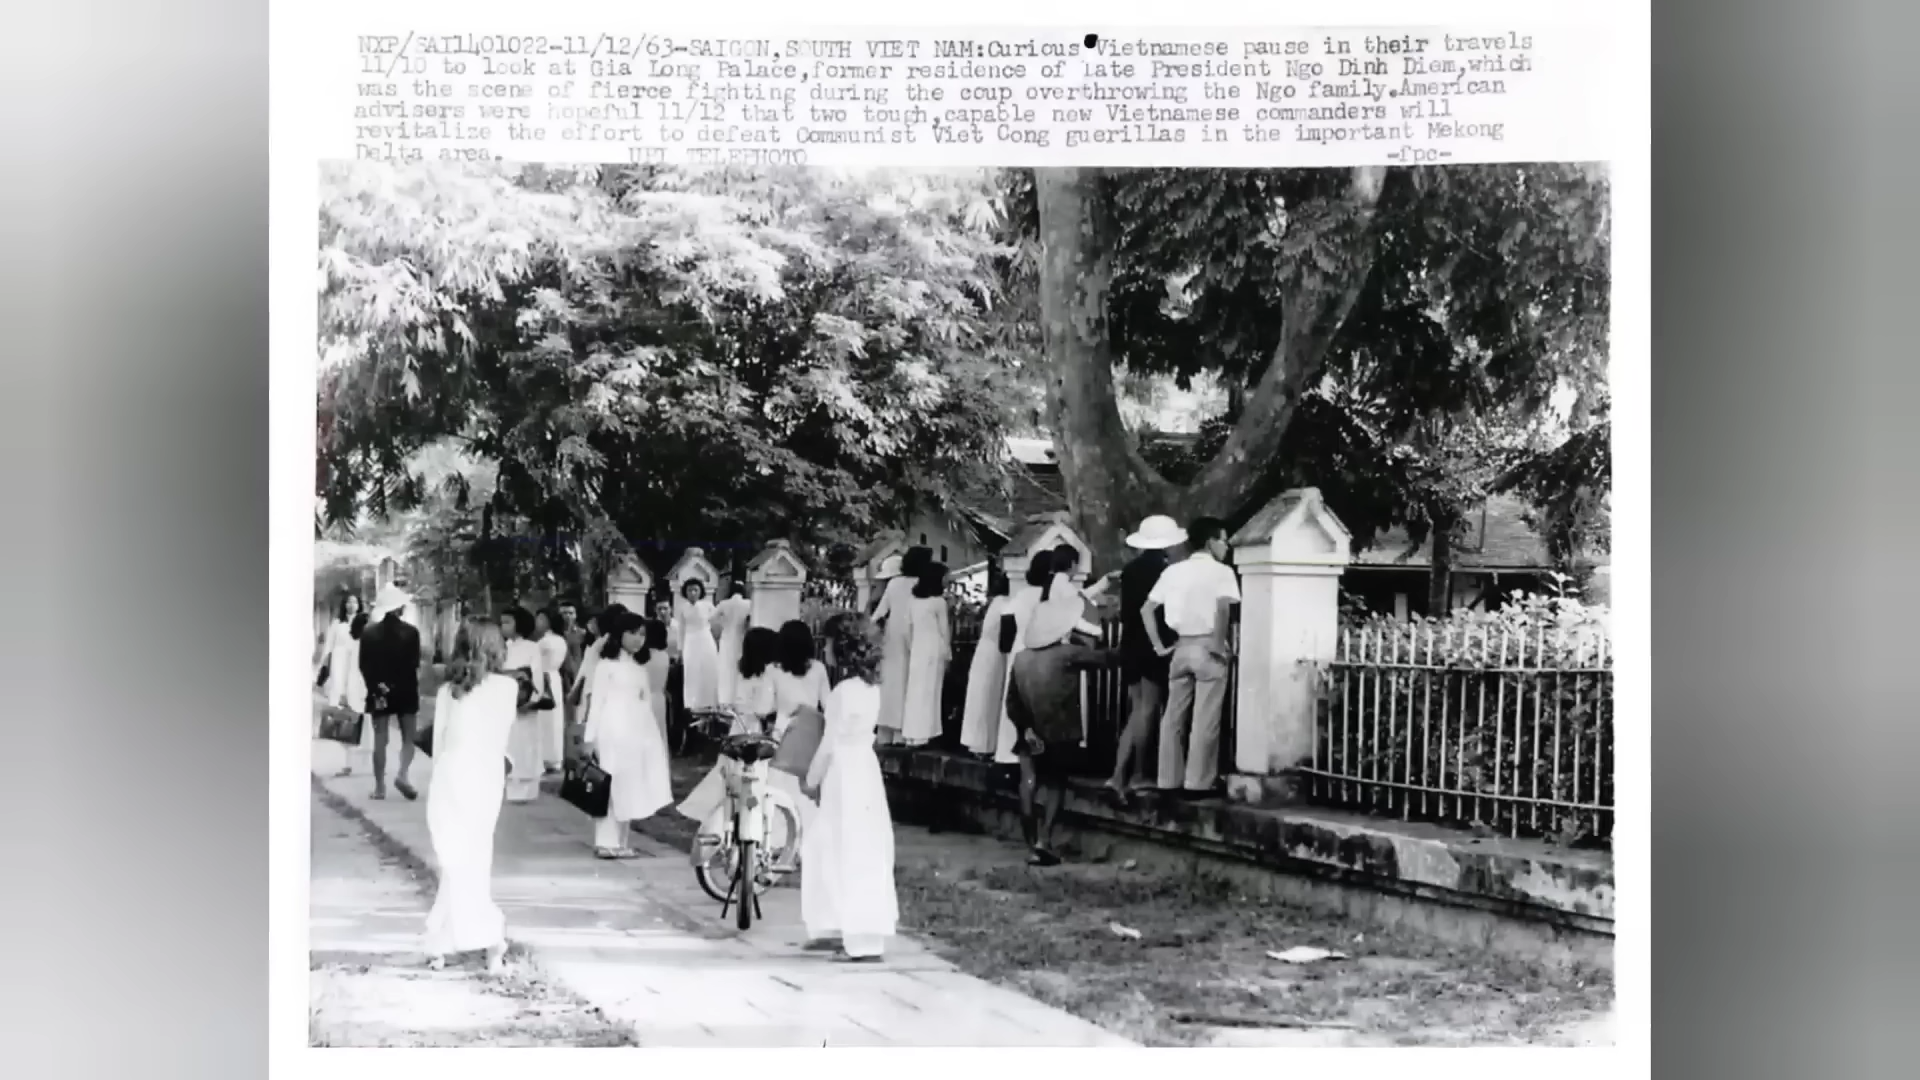 NXP/SAI1401022-11/12/63-SAIGON,SOUTH VIET NAM:Curious Vietnamese pause in their travels
11/10 to look at Gia Long Palace,former residence of late President Ngo Dinh Diem,which
was the scene of fierce fighting during the coup overthrowing the Ngo family.American
advisers were hopeful 11/12 that two tough,capable new Vietnamese commanders will
revitalize the effort to defeat Communist Viet Cong guerillas in the important Mekong
Delta area. UPI TELEPHOTO -fpc-